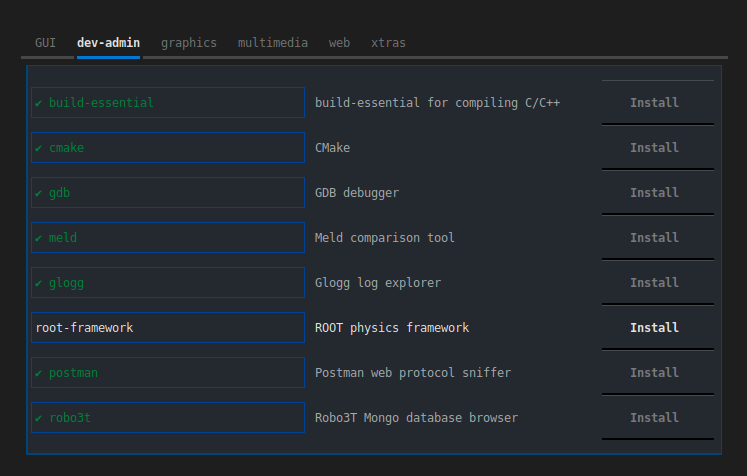 GUI dev-admin graphics multimedia web xtras
✔ build-essential build-essential for compiling C/C++ Install
✔ cmake CMake Install
✔ gdb GDB debugger Install
✔ meld Meld comparison tool Install
✔ glogg Glogg log explorer Install
root-framework ROOT physics framework Install
✔ postman Postman web protocol sniffer Install
✔ robo3t Robo3T Mongo database browser Install